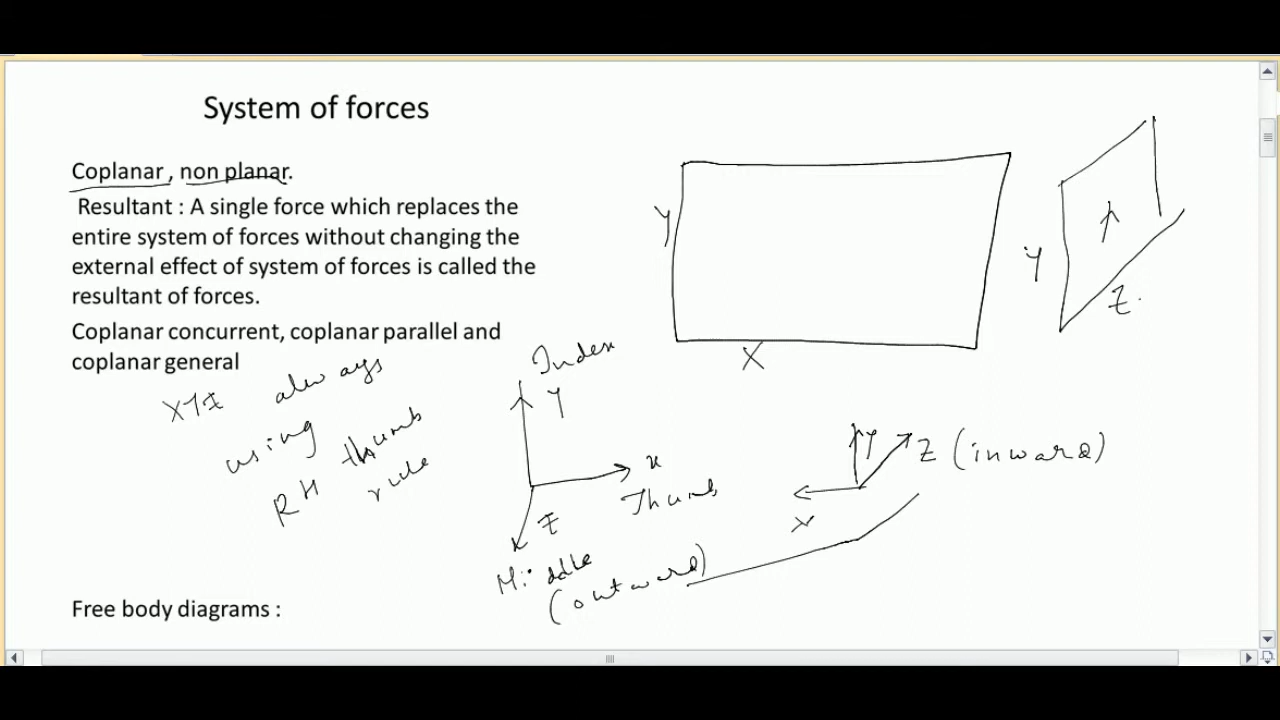 System of forces
Coplanar , non planar.
Resultant : A single force which replaces the
entire system of forces without changing the
external effect of system of forces is called the
resultant of forces.
Coplanar concurrent, coplanar parallel and
coplanar general
XYZ always
using
RH thumb
rule
Index
Y
x
Thumb
Z
Middle
(outward)
Y
X
Y
Z
Y
Z (inward)
X
Free body diagrams :